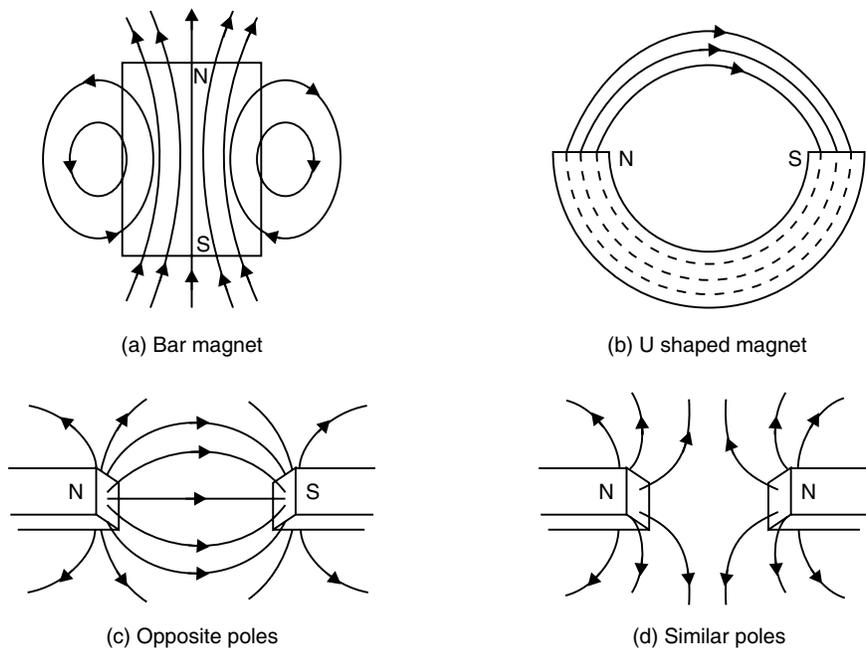 N
S
(a) Bar magnet
N S
(b) U shaped magnet
N S
(c) Opposite poles
N N
(d) Similar poles